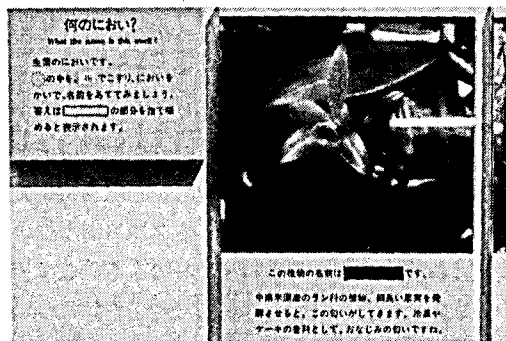 何のにおい?
What the name is this smell?
生葉のにおいです。
の中を、指でこすり、においを
かいで、名前をあててみましょう。
答えは の部分を指で暖
めると表示されます。
この植物の名前は です。
中南米原産のラン科の植物。細長い果実を発
酵させると、この匂いがしてきます。冷菓や
ケーキの香料として、おなじみの匂いですね。